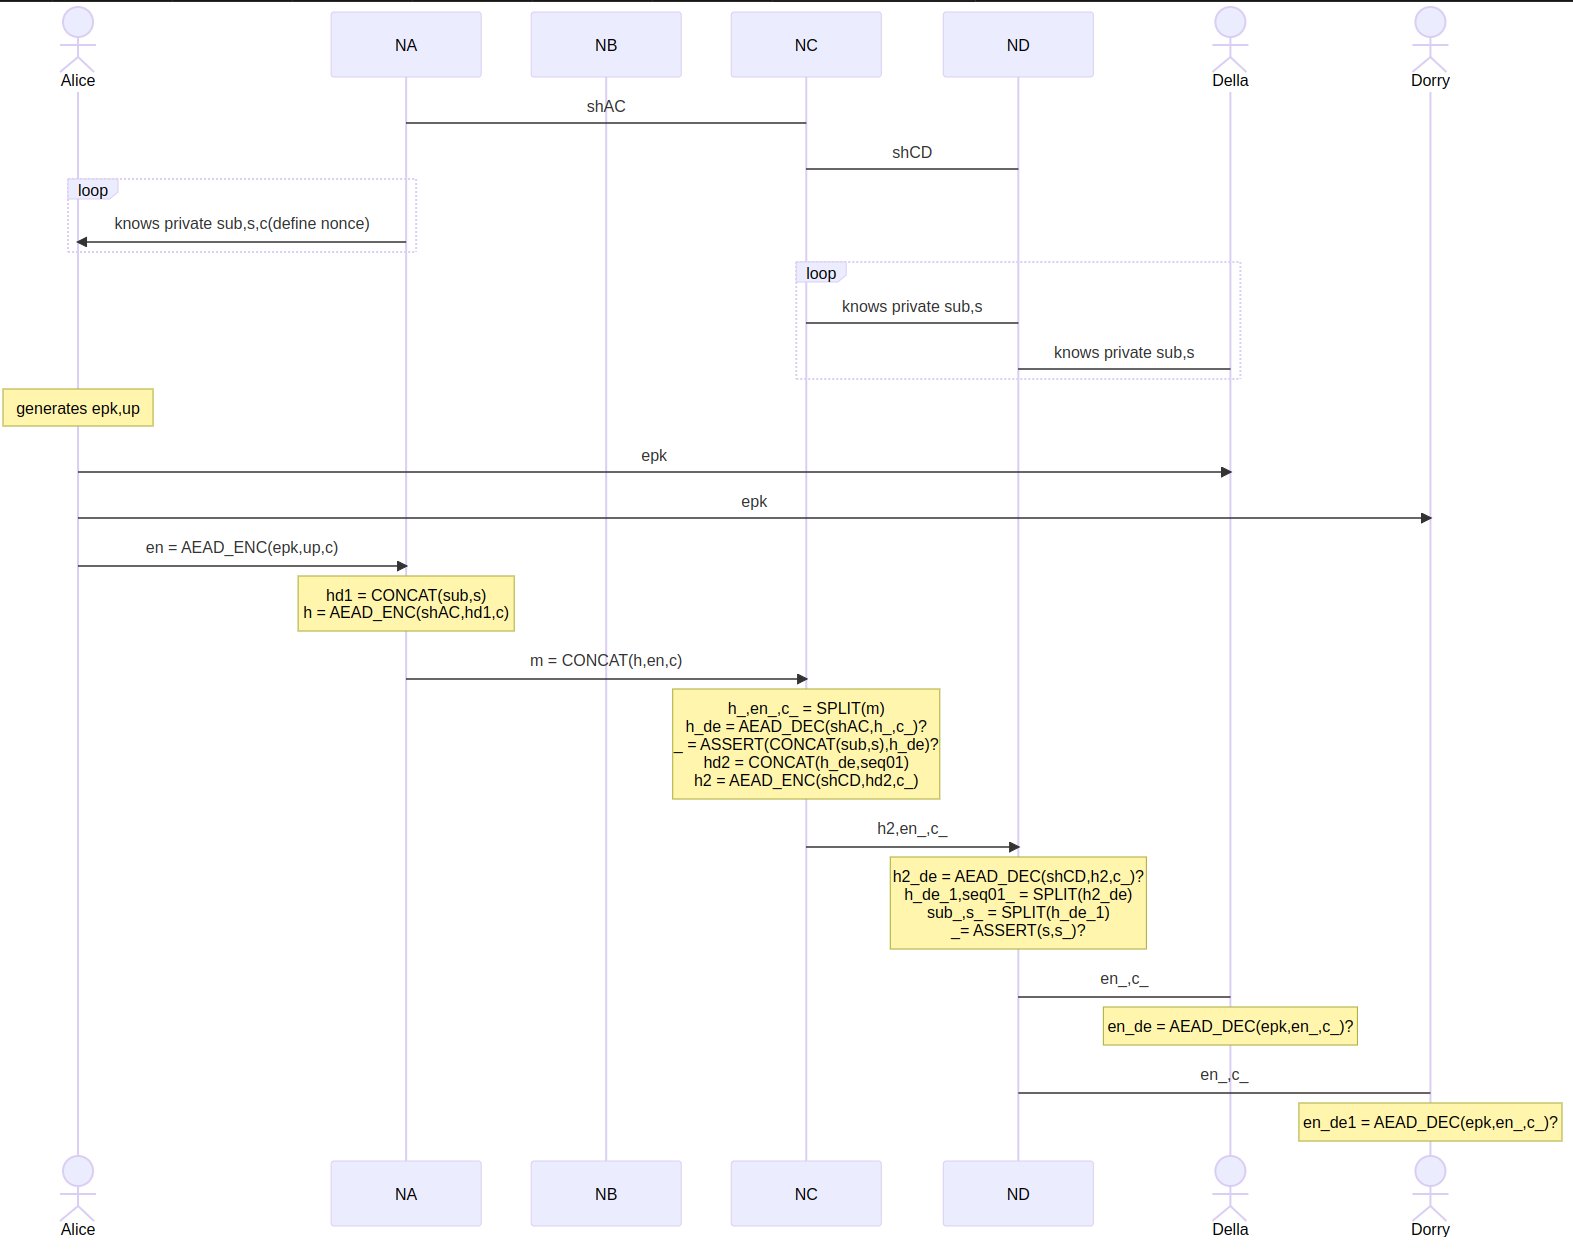 Alice
NA
NB
NC
ND
Della
Dorry
shAC
shCD
loop
knows private sub,s,c(define nonce)
loop
knows private sub,s
knows private sub,s
generates epk,up
epk
epk
en = AEAD_ENC(epk,up,c)
hd1 = CONCAT(sub,s)
h = AEAD_ENC(shAC,hd1,c)
m = CONCAT(h,en,c)
h_,en_,c_ = SPLIT(m)
h_de = AEAD_DEC(shAC,h_,c_)?
_ = ASSERT(CONCAT(sub,s),h_de)?
hd2 = CONCAT(h_de,seq01)
h2 = AEAD_ENC(shCD,hd2,c_)
h2,en_,c_
h2_de = AEAD_DEC(shCD,h2,c_)?
h_de_1,seq01_ = SPLIT(h2_de)
sub_,s_ = SPLIT(h_de_1)
_= ASSERT(s,s_)?
en_,c_
en_de = AEAD_DEC(epk,en_,c_)?
en_,c_
en_de1 = AEAD_DEC(epk,en_,c_)?
Alice
NA
NB
NC
ND
Della
Dorry